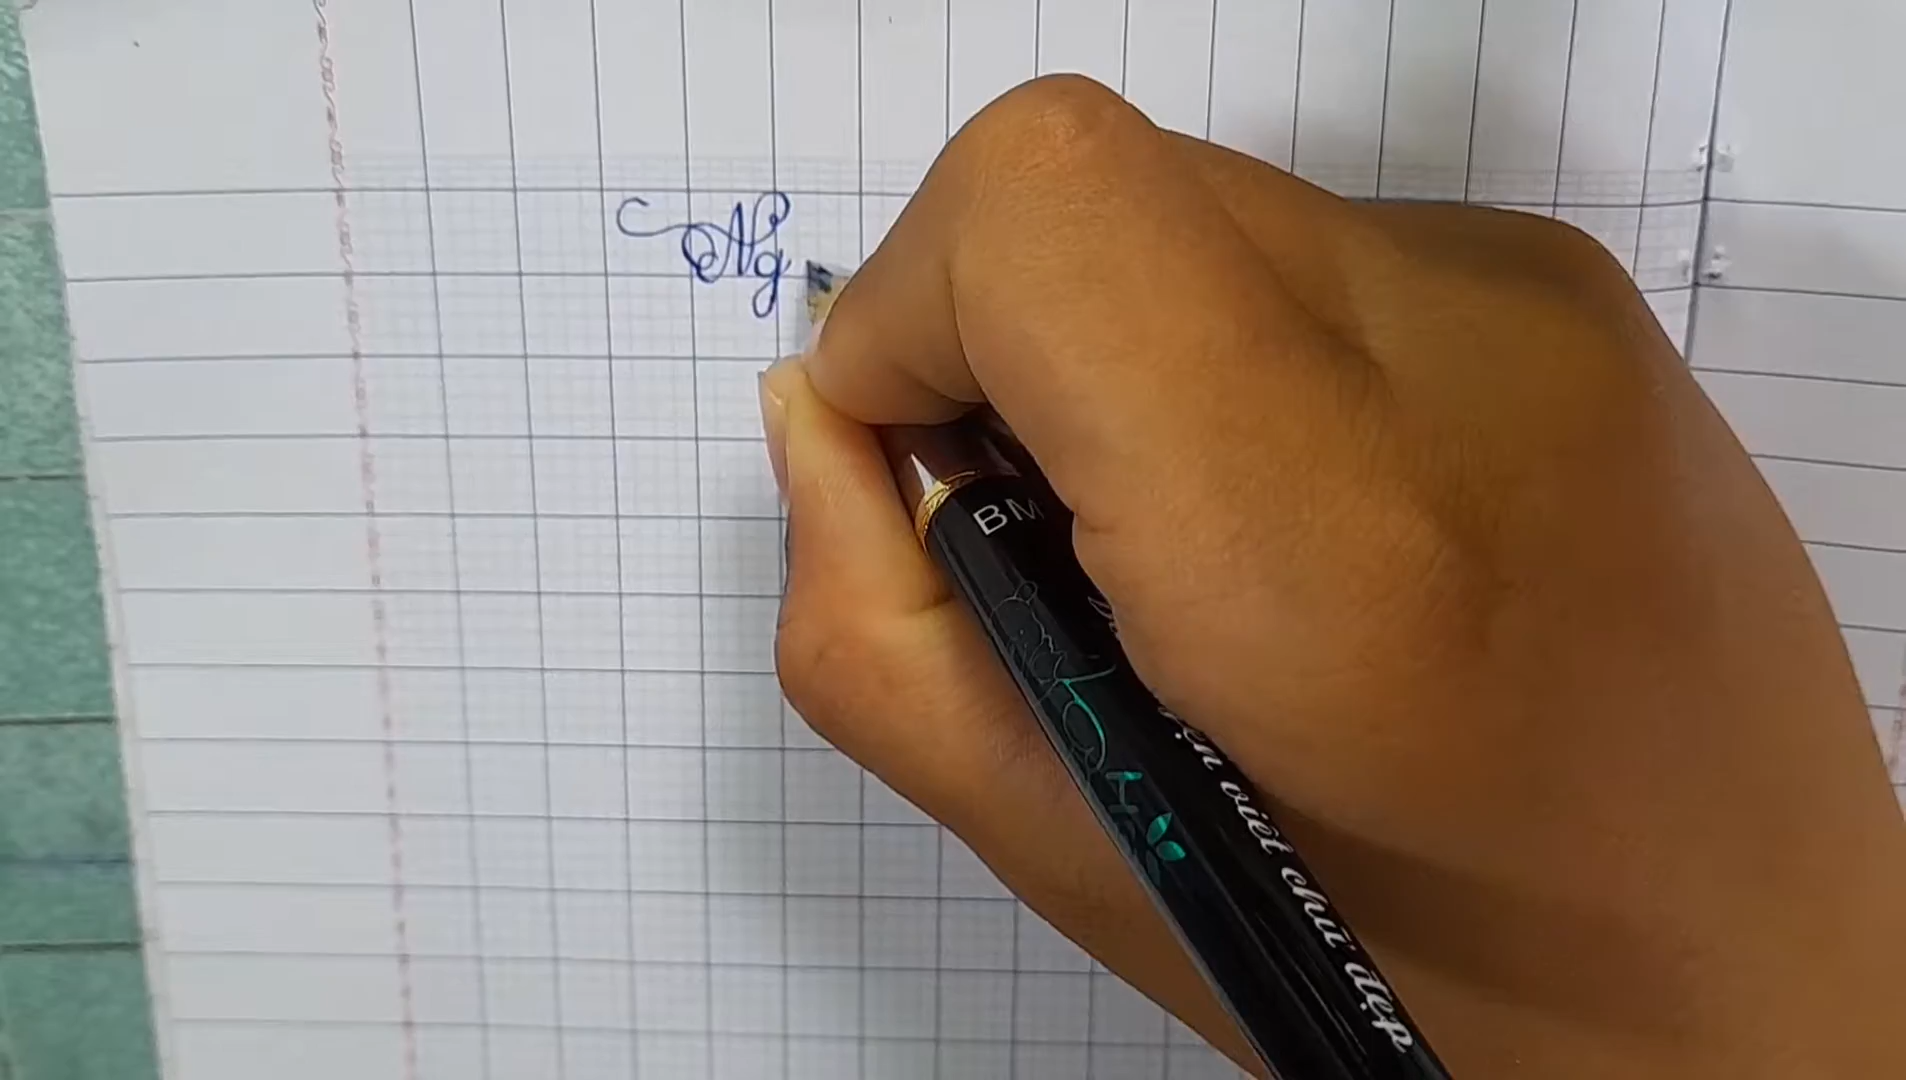 Ng
BM
viết chữ đẹp